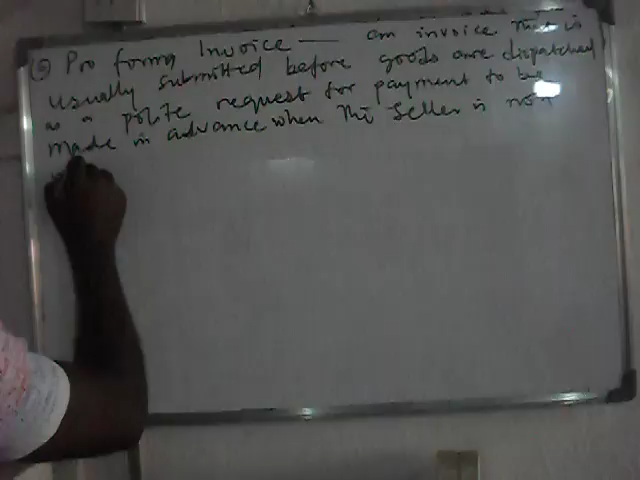 (5) Pro forma Invoice — an invoice this is
usually submitted before goods are dispatched
as a polite request for payment to be
made in advance when the seller is not